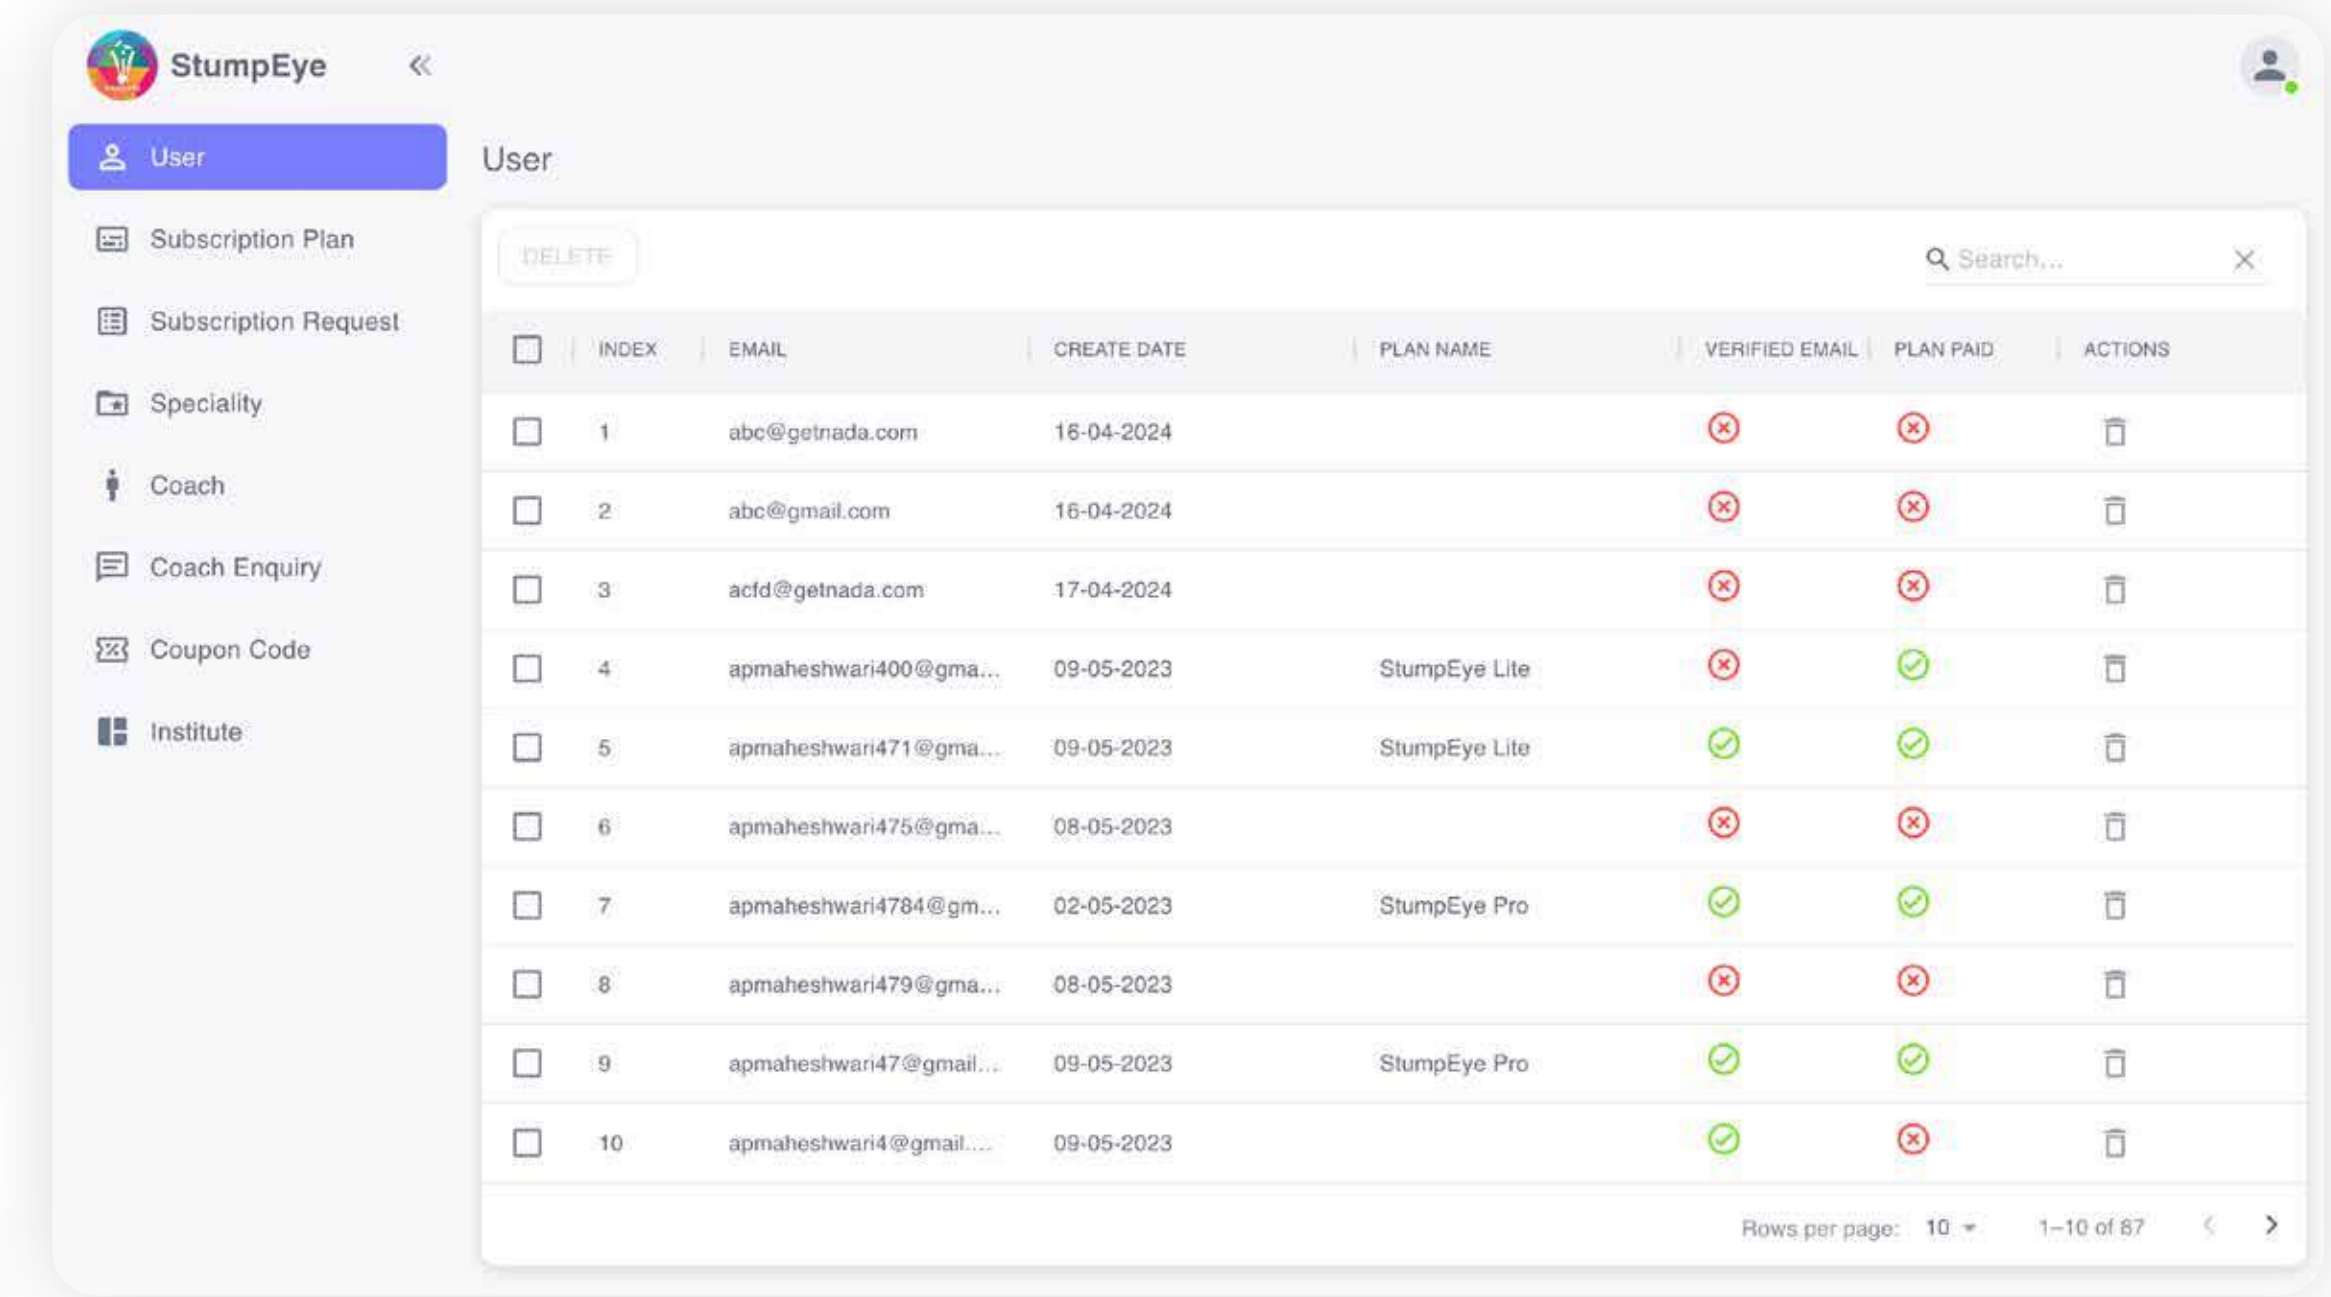 StumpEye
User
Subscription Plan
Subscription Request
Speciality
Coach
Coach Enquiry
Coupon Code
Institute
User
DELETE
Search...
INDEX EMAIL CREATE DATE PLAN NAME VERIFIED EMAIL PLAN PAID ACTIONS
1 abc@getnada.com 16-04-2024
2 abc@gmail.com 16-04-2024
3 acfd@getnada.com 17-04-2024
4 apmaheshwari400@gma... 09-05-2023 StumpEye Lite
5 apmaheshwari471@gma... 09-05-2023 StumpEye Lite
6 apmaheshwari475@gma... 08-05-2023
7 apmaheshwari4784@gm... 02-05-2023 StumpEye Pro
8 apmaheshwari479@gma... 08-05-2023
9 apmaheshwari47@gmail... 09-05-2023 StumpEye Pro
10 apmaheshwari4@gmail.... 09-05-2023
Rows per page: 10 1–10 of 87